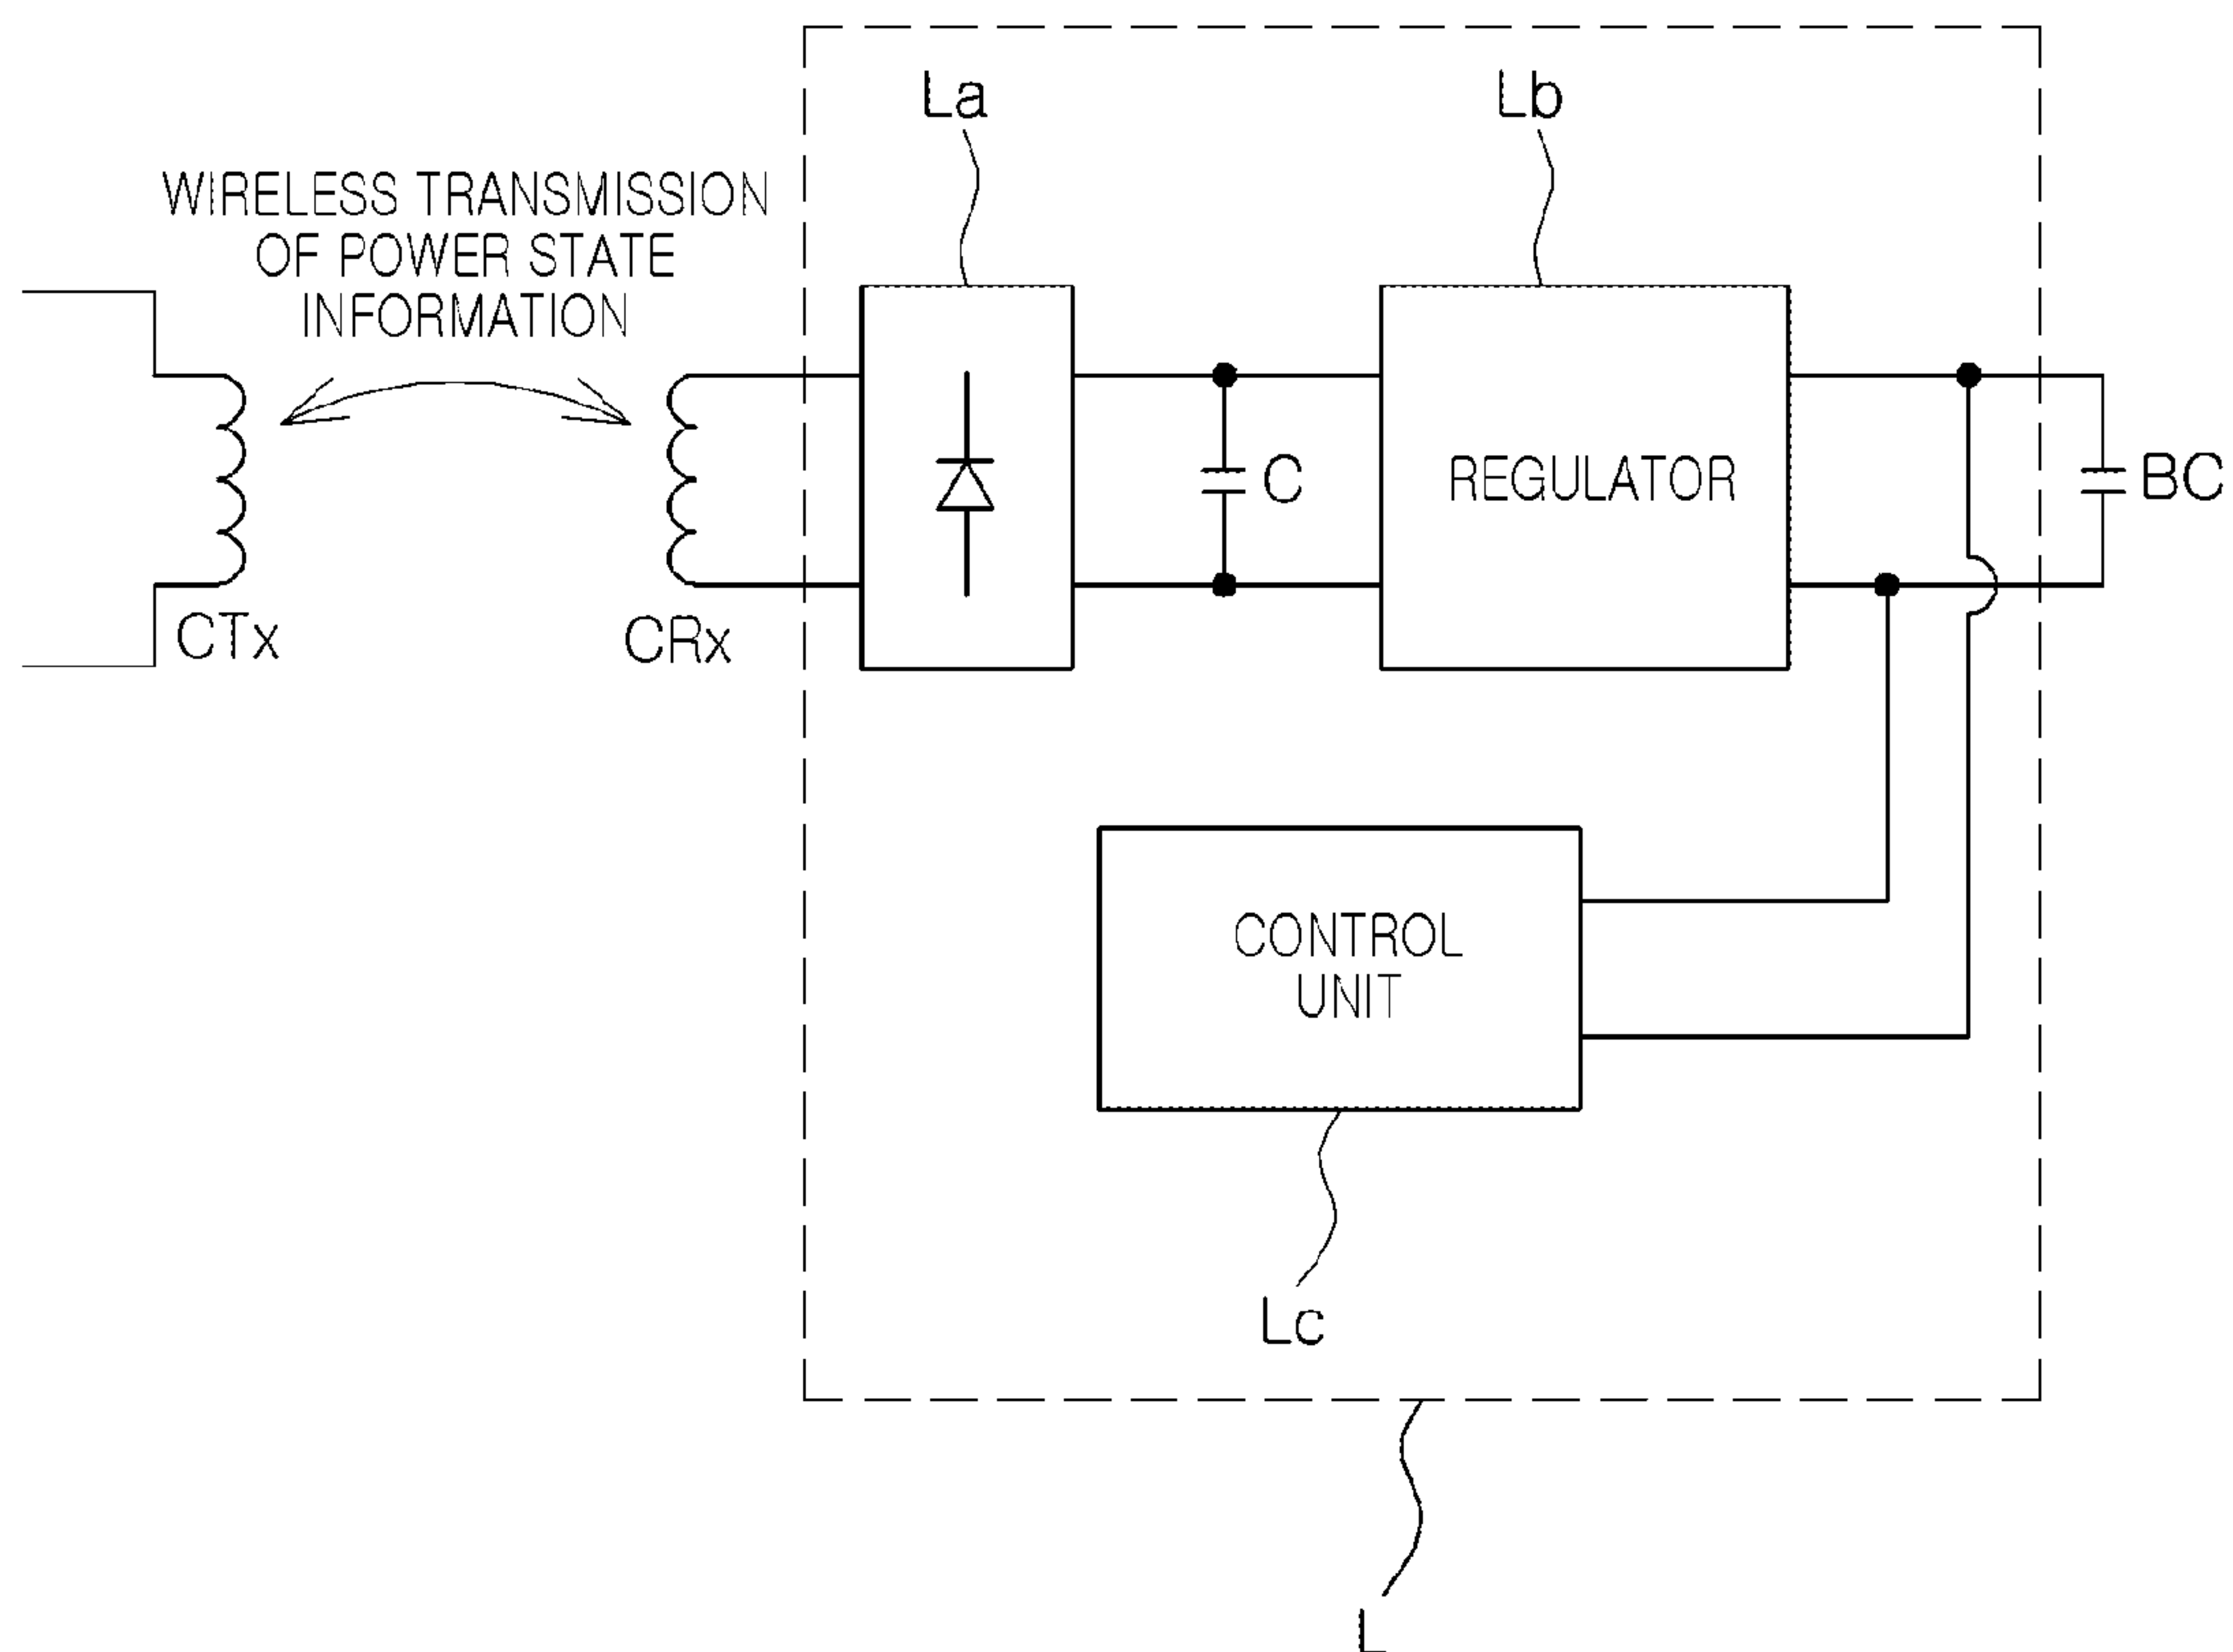 La
Lb
WIRELESS TRANSMISSION
OF POWER STATE
INFORMATION
C
REGULATOR
BC
CTx
CRx
CONTROL
UNIT
Lc
L